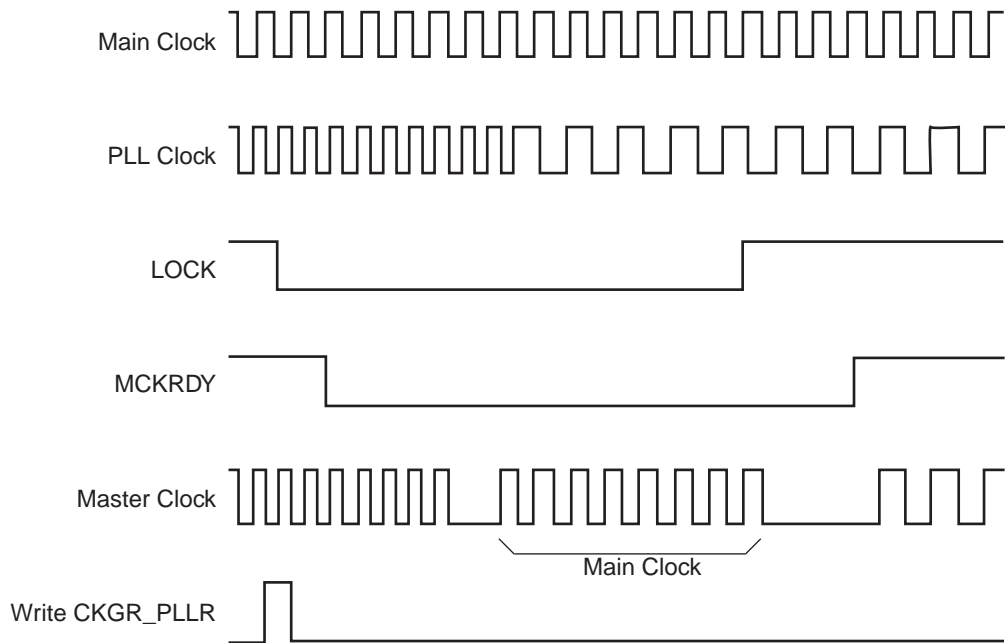 Main Clock
PLL Clock
LOCK
MCKRDY
Master Clock
Main Clock
Write CKGR_PLLR